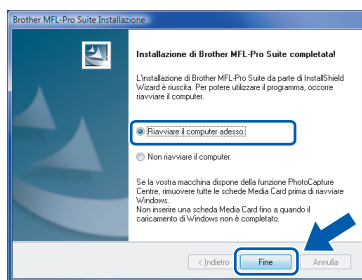 Brother MFL-Pro Suite Installazione
Installazione di Brother MFL-Pro Suite completata!
L'installazione di Brother MFL-Pro Suite da parte di InstallShield
Wizard è riuscita. Per potere utilizzare il programma, occorre
riavviare il computer.
Riavviare il computer adesso.
Non riavviare il computer.
Se la vostra macchina dispone della funzione PhotoCapture
Centre, rimuovere tutte le schede Media Card prima di riavviare
Windows.
Non inserire una scheda Media Card fino a quando il
caricamento di Windows non è completato.
< Indietro Fine Annulla